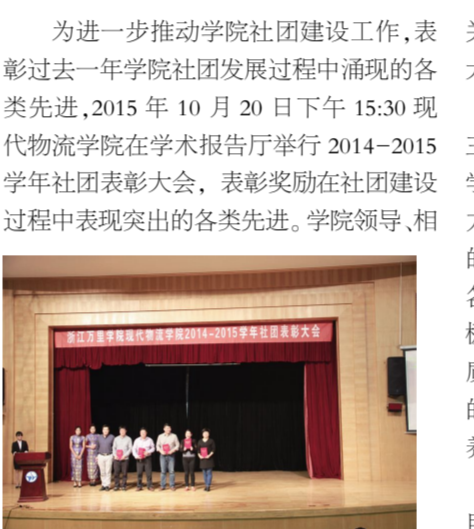 为进一步推动学院社团建设工作,表
彰过去一年学院社团发展过程中涌现的各
类先进,2015 年 10 月 20 日下午 15:30 现
代物流学院在学术报告厅举行 2014-2015
学年社团表彰大会，表彰奖励在社团建设
过程中表现突出的各类先进。学院领导、相
浙江万里学院现代物流学院2014-2015学年社团表彰大会